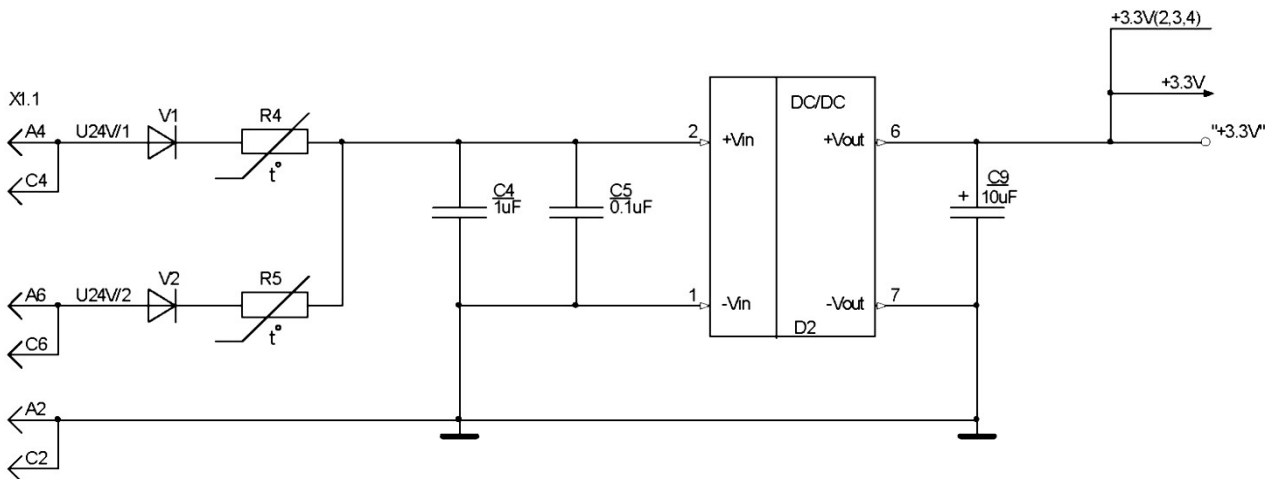 +3.3V(2,3,4)
+3.3V
"+3.3V"
X1.1
A4
U24V/1
V1
R4
t°
C4
2
+Vin
DC/DC
+Vout
6
C4
1uF
C5
0.1uF
C9
+
10uF
A6
U24V/2
V2
R5
t°
C6
1
-Vin
-Vout
7
D2
A2
C2